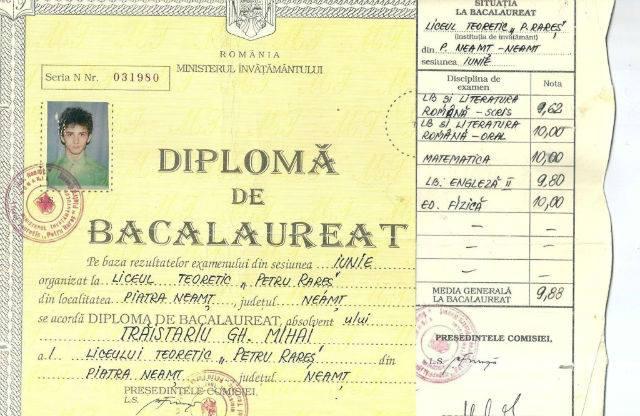 ROMÂNIA
MINISTERUL INVĂȚĂMÂNTULUI
Seria N Nr. 031980
DIPLOMĂ
DE
BACALAUREAT
Pe baza rezultatelor examenului din sesiunea IUNIE
organizat la LICEUL TEORETIC „ PETRU RAREȘ"
din localitatea PIATRA NEAMȚ, județul NEAMȚ
se acordă DIPLOMA DE BACALAUREAT, absolvent ului
TRAISTARIU GH. MIHAI
al LICEULUI TEORETIC „ PETRU RAREȘ" din
PIATRA NEAMȚ județul NEAMȚ
PREȘEDINTELE COMISIEI,
L.S.
SITUAȚIA
LA BACALAUREAT
LICEUL TEORETIC „ P. RAREȘ"
(instituția de învățământ)
din P. NEAMȚ - NEAMȚ
sesiunea IUNIE
Disciplina de examen Nota
LB ȘI LITERATURA
ROMÂNĂ - SCRIS 9,62
LB ȘI LITERATURA
ROMÂNĂ - ORAL 10,00
MATEMATICA 10,00
LB. ENGLEZĂ II 9,80
ED. FIZICĂ 10,00
MEDIA GENERALĂ
LA BACALAUREAT 9,88
PREȘEDINTELE COMISIEI,
L.S.